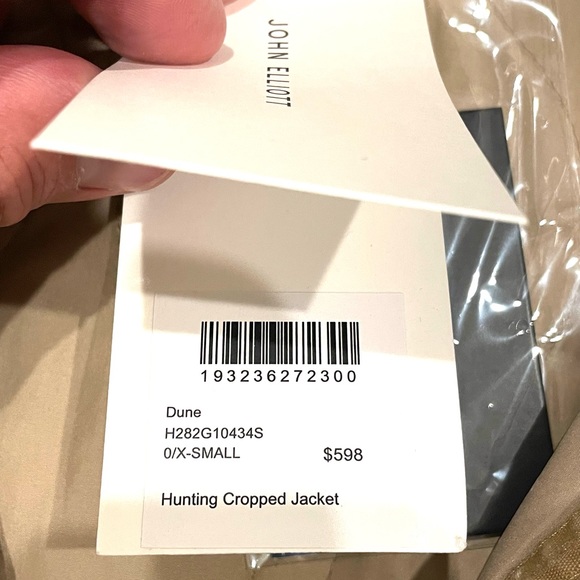 JOHN ELLIOTT
193236272300
Dune
H282G10434S
0/X-SMALL $598
Hunting Cropped Jacket